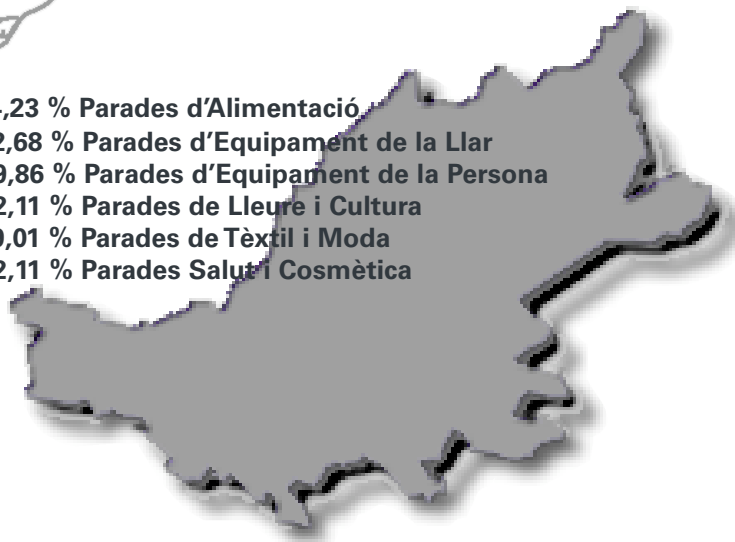 ,23 % Parades d'Alimentació
2,68 % Parades d'Equipament de la Llar
9,86 % Parades d'Equipament de la Persona
2,11 % Parades de Lleure i Cultura
9,01 % Parades de Tèxtil i Moda
2,11 % Parades Salut i Cosmètica